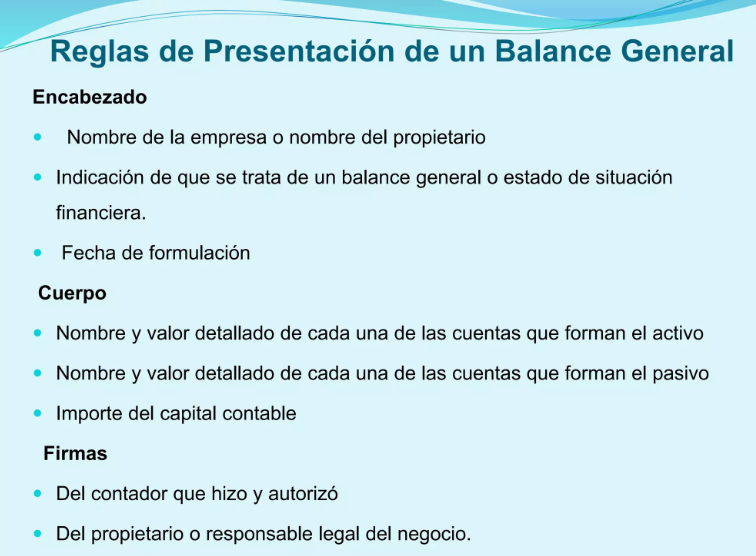 Reglas de Presentación de un Balance General
Encabezado
• Nombre de la empresa o nombre del propietario
• Indicación de que se trata de un balance general o estado de situación
financiera.
• Fecha de formulación
Cuerpo
• Nombre y valor detallado de cada una de las cuentas que forman el activo
• Nombre y valor detallado de cada una de las cuentas que forman el pasivo
• Importe del capital contable
Firmas
• Del contador que hizo y autorizó
• Del propietario o responsable legal del negocio.